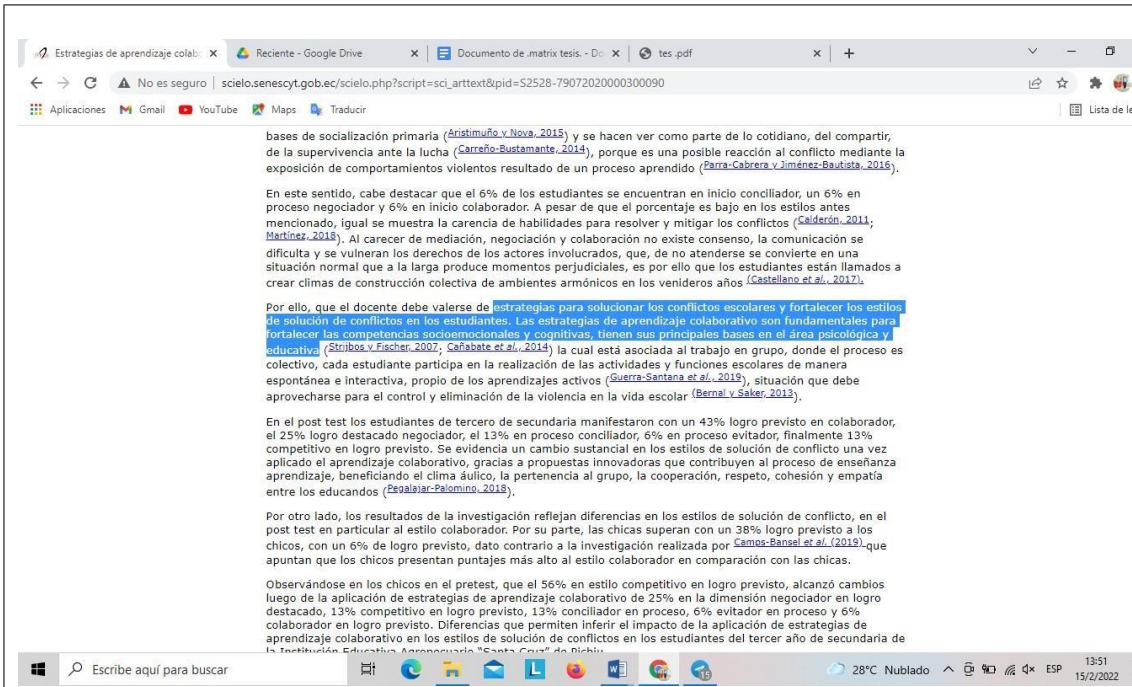 Estrategias de aprendizaje colab
Reciente - Google Drive
Documento de .matrix tesis. - Do
tes .pdf
No es seguro
scielo.senescyt.gob.ec/scielo.php?script=sci_arttext&pid=S2528-79072020000300090
Aplicaciones
Gmail
YouTube
Maps
Traducir
Lista de le
bases de socialización primaria (Aristimuño y Nova, 2015) y se hacen ver como parte de lo cotidiano, del compartir,
de la supervivencia ante la lucha (Carreño-Bustamante, 2014), porque es una posible reacción al conflicto mediante la
exposición de comportamientos violentos resultado de un proceso aprendido (Parra-Cabrera y Jiménez-Bautista, 2016).
En este sentido, cabe destacar que el 6% de los estudiantes se encuentran en inicio conciliador, un 6% en
proceso negociador y 6% en inicio colaborador. A pesar de que el porcentaje es bajo en los estilos antes
mencionado, igual se muestra la carencia de habilidades para resolver y mitigar los conflictos (Calderón, 2011;
Martínez, 2018). Al carecer de mediación, negociación y colaboración no existe consenso, la comunicación se
dificulta y se vulneran los derechos de los actores involucrados, que, de no atenderse se convierte en una
situación normal que a la larga produce momentos perjudiciales, es por ello que los estudiantes están llamados a
crear climas de construcción colectiva de ambientes armónicos en los venideros años (Castellano et al., 2017).
Por ello, que el docente debe valerse de estrategias para solucionar los conflictos escolares y fortalecer los estilos
de solución de conflictos en los estudiantes. Las estrategias de aprendizaje colaborativo son fundamentales para
fortalecer las competencias socioemocionales y cognitivas, tienen sus principales bases en el área psicológica y
educativa (Strijbos y Fischer, 2007; Cañabate et al., 2014) la cual está asociada al trabajo en grupo, donde el proceso es
colectivo, cada estudiante participa en la realización de las actividades y funciones escolares de manera
espontánea e interactiva, propio de los aprendizajes activos (Guerra-Santana et al., 2019), situación que debe
aprovecharse para el control y eliminación de la violencia en la vida escolar (Bernal y Saker, 2013).
En el post test los estudiantes de tercero de secundaria manifestaron con un 43% logro previsto en colaborador,
el 25% logro destacado negociador, el 13% en proceso conciliador, 6% en proceso evitador, finalmente 13%
competitivo en logro previsto. Se evidencia un cambio sustancial en los estilos de solución de conflicto una vez
aplicado el aprendizaje colaborativo, gracias a propuestas innovadoras que contribuyen al proceso de enseñanza
aprendizaje, beneficiando el clima áulico, la pertenencia al grupo, la cooperación, respeto, cohesión y empatía
entre los educandos (Pegalajar-Palomino, 2018).
Por otro lado, los resultados de la investigación reflejan diferencias en los estilos de solución de conflicto, en el
post test en particular al estilo colaborador. Por su parte, las chicas superan con un 38% logro previsto a los
chicos, con un 6% de logro previsto, dato contrario a la investigación realizada por Camps-Bansel et al. (2019) que
apuntan que los chicos presentan puntajes más alto al estilo colaborador en comparación con las chicas.
Observándose en los chicos en el pretest, que el 56% en estilo competitivo en logro previsto, alcanzó cambios
luego de la aplicación de estrategias de aprendizaje colaborativo de 25% en la dimensión negociador en logro
destacado, 13% competitivo en logro previsto, 13% conciliador en proceso, 6% evitador en proceso y 6%
colaborador en logro previsto. Diferencias que permiten inferir el impacto de la aplicación de estrategias de
aprendizaje colaborativo en los estilos de solución de conflictos en los estudiantes del tercer año de secundaria de
la Institución Educativa Agropecuario "Santa Cruz" de Pichiu
Escribe aquí para buscar
28°C Nublado
ESP
13:51
15/2/2022